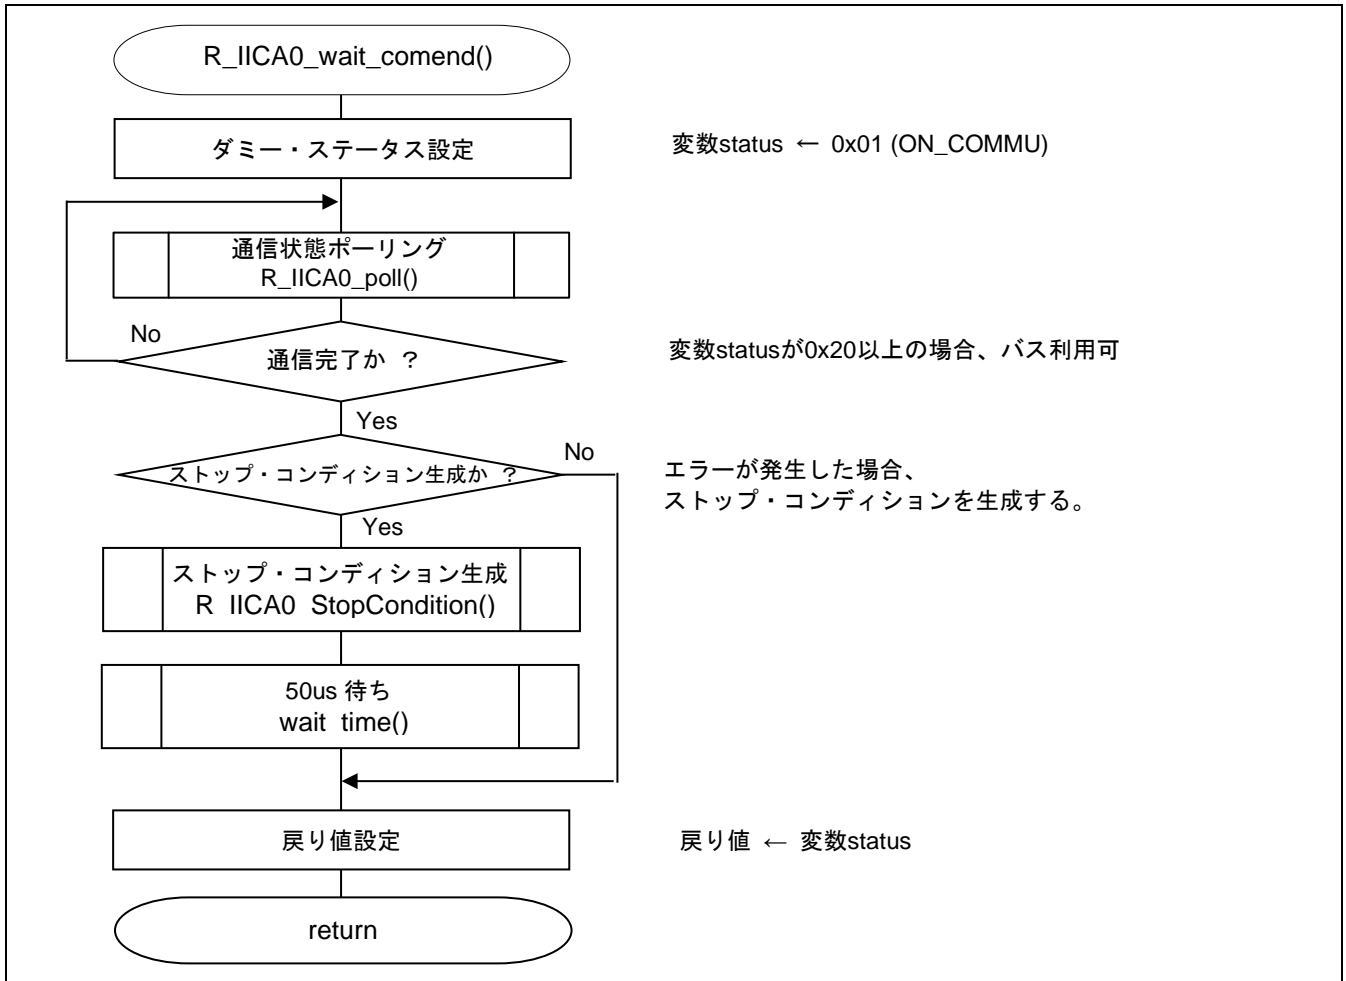 R_IICA0_wait_comend()
ダミー・ステータス設定
変数status ← 0x01 (ON_COMMU)
通信状態ポーリング
R_IICA0_poll()
No
通信完了か ?
変数statusが0x20以上の場合、バス利用可
Yes
No
ストップ・コンディション生成か ?
エラーが発生した場合、
ストップ・コンディションを生成する。
Yes
ストップ・コンディション生成
R IICA0 StopCondition()
50us 待ち
wait time()
戻り値設定
戻り値 ← 変数status
return